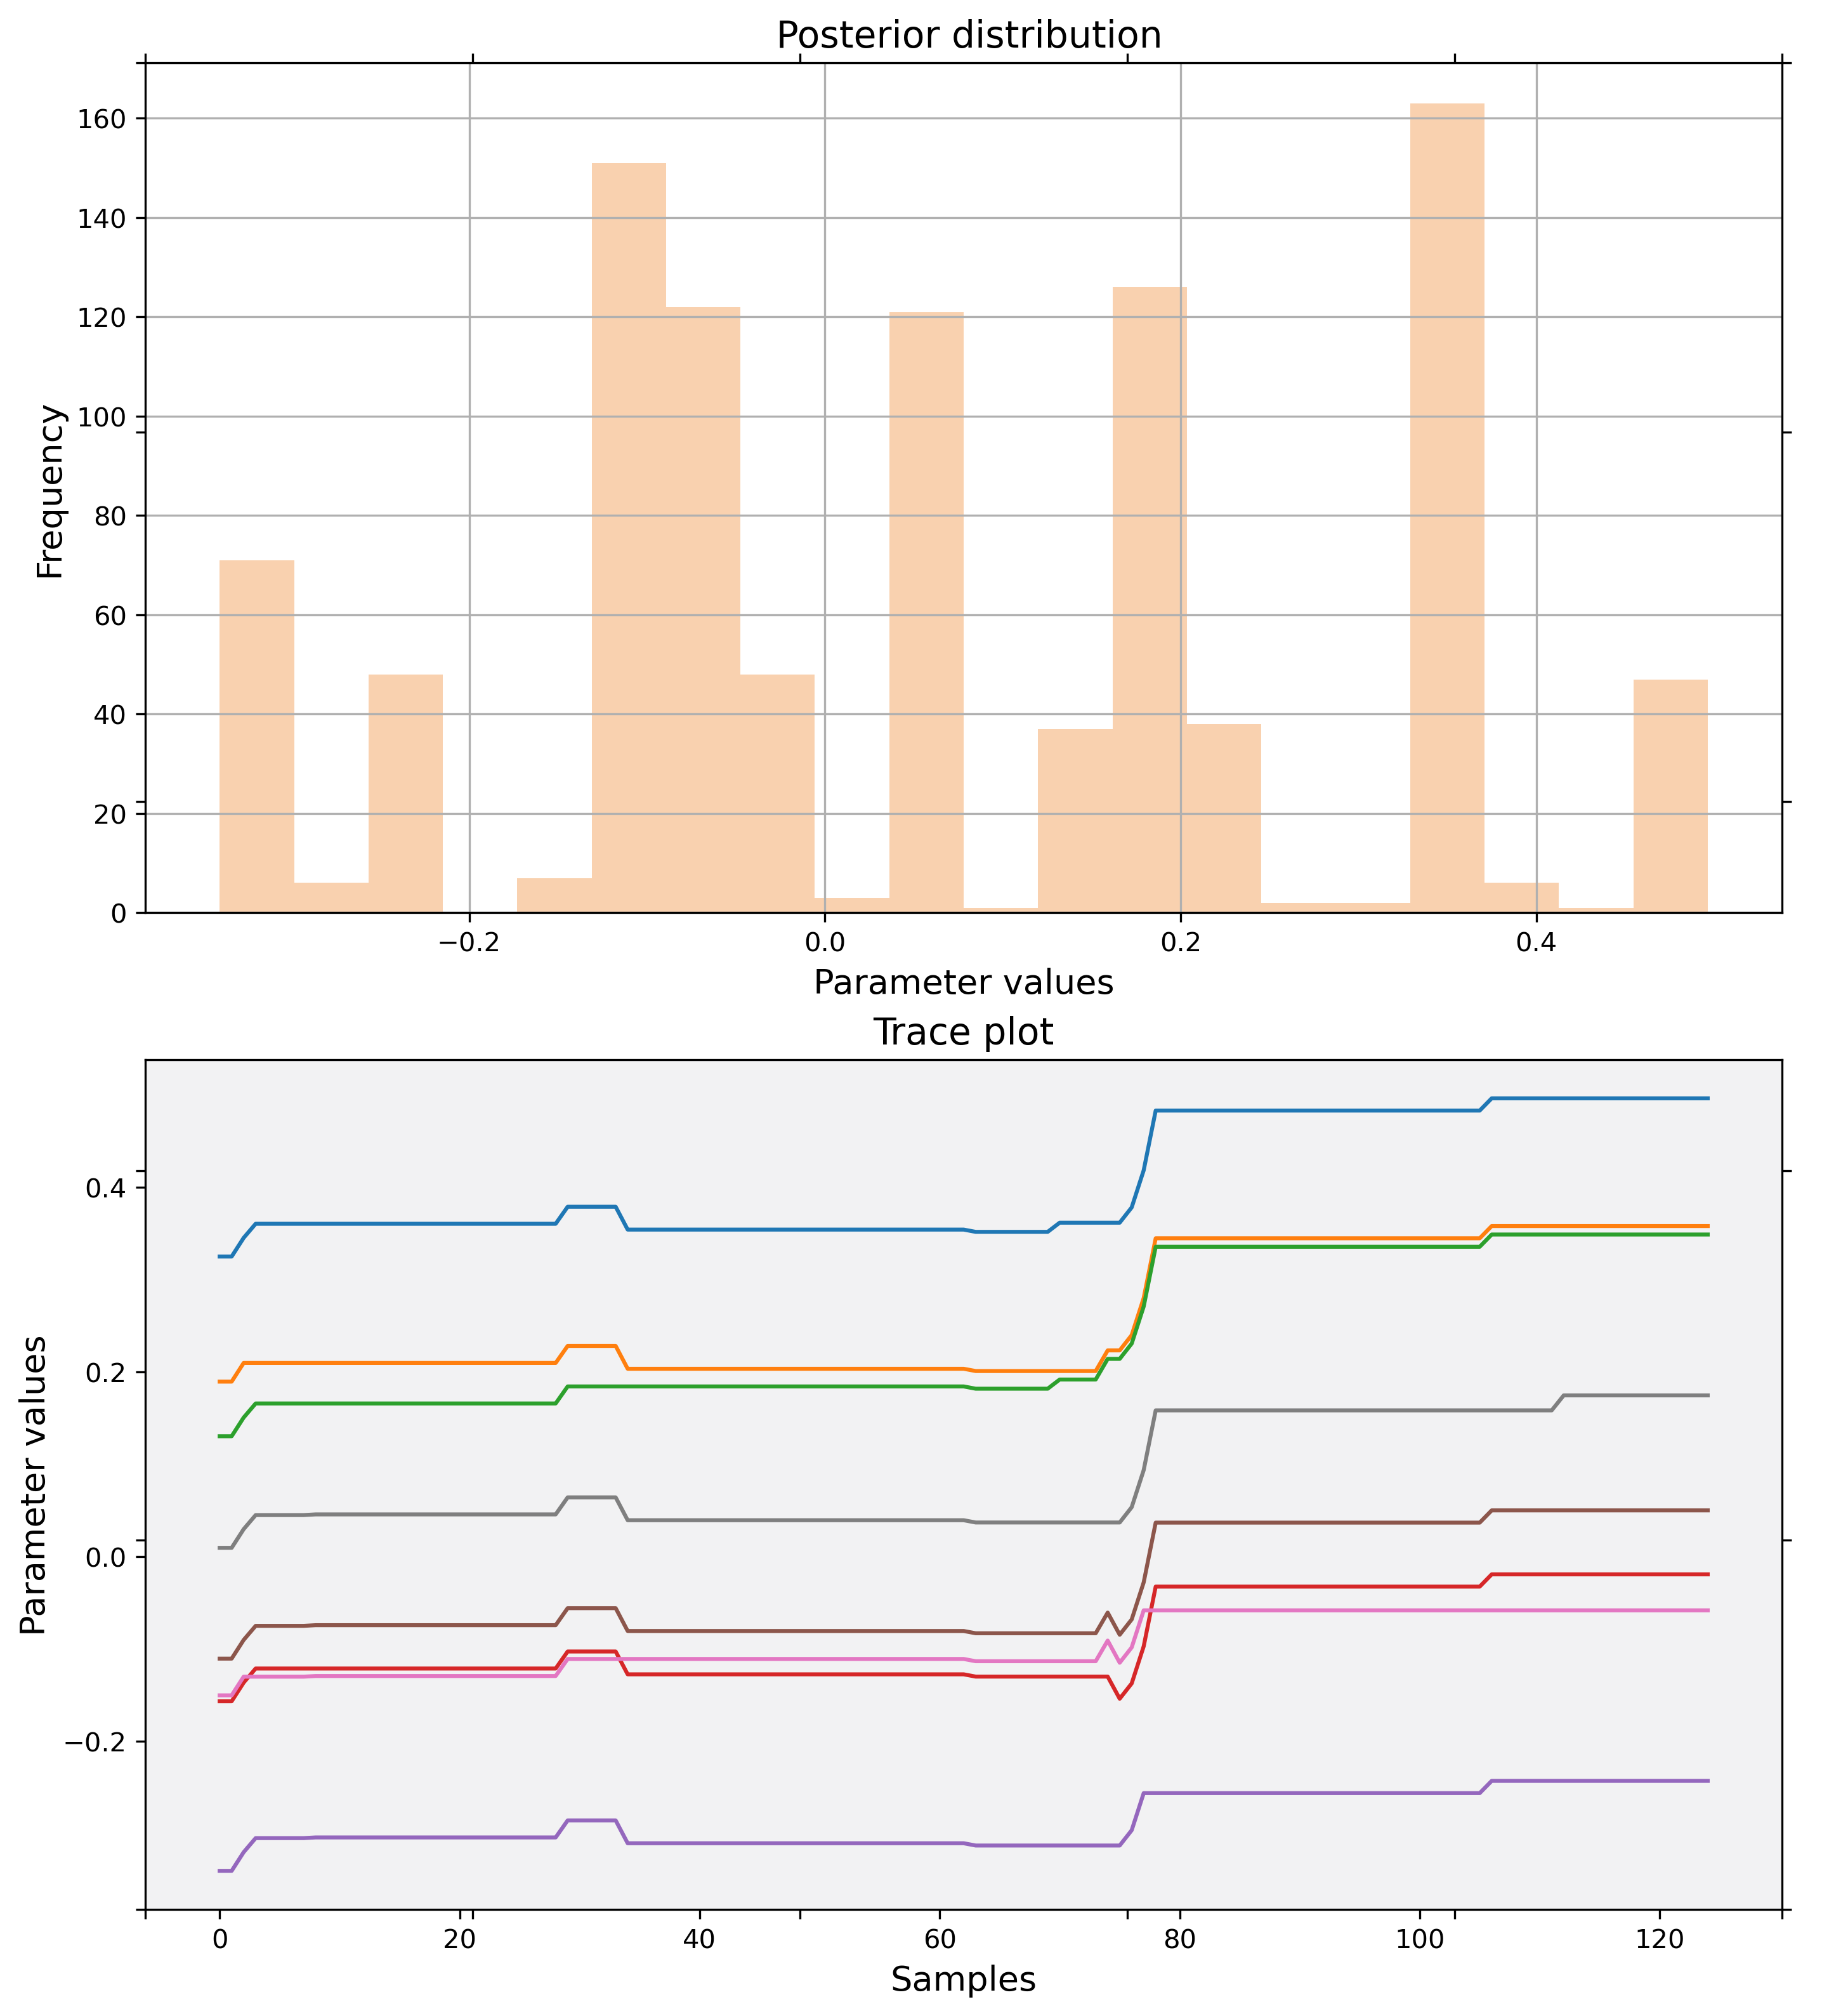 Posterior distribution
160
140
120
100
80
60
40
20
0
Frequency
−0.2 0.0 0.2 0.4
Parameter values
Trace plot
0.4
0.2
0.0
−0.2
Parameter values
0 20 40 60 80 100 120
Samples